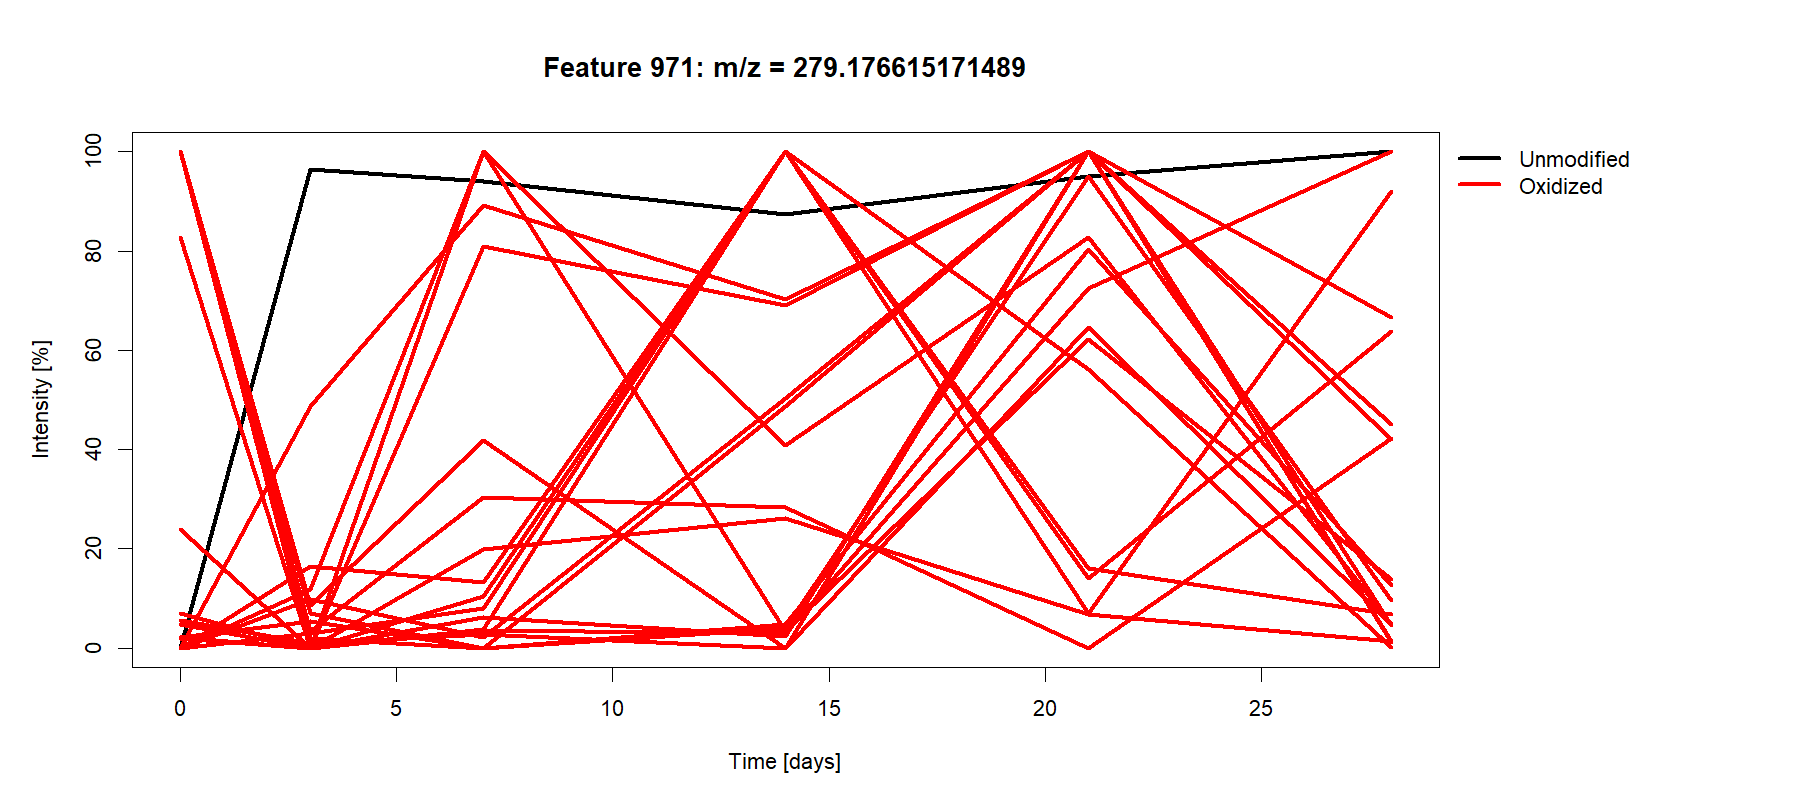 Feature 971: m/z = 279.176615171489
100
80
60
40
20
0
Intensity [%]
0 5 10 15 20 25
Time [days]
Unmodified
Oxidized